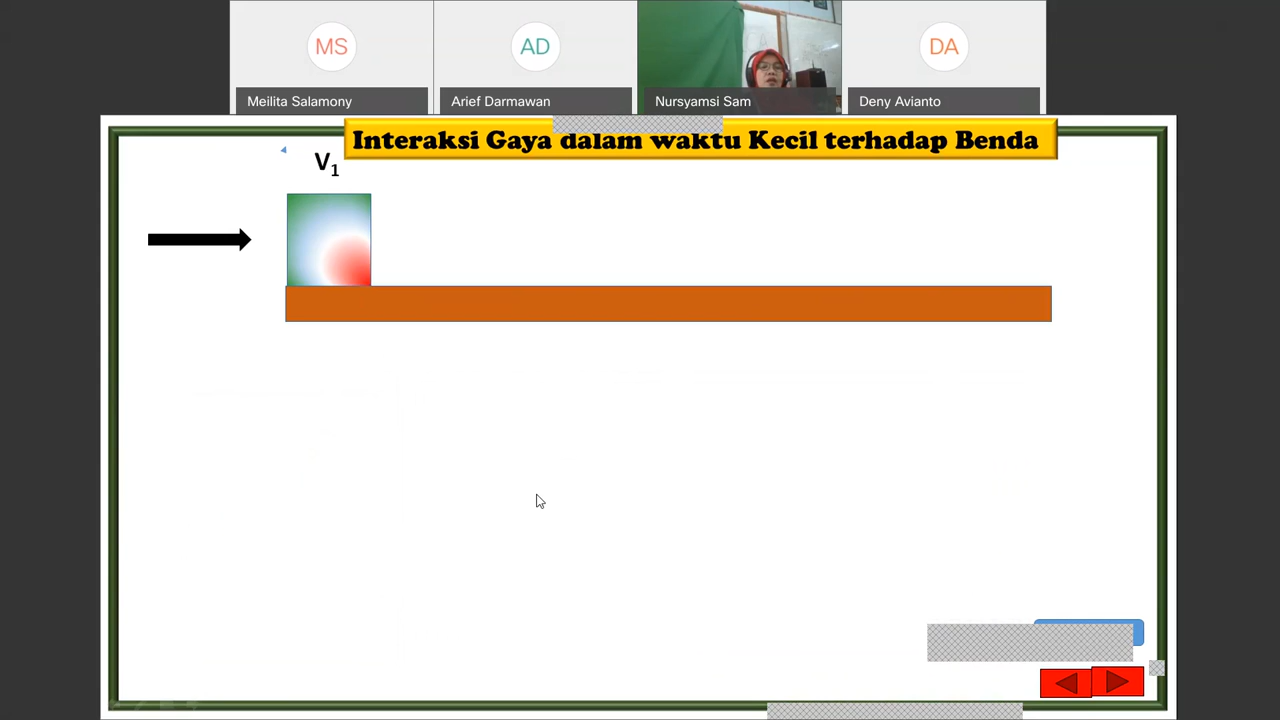 MS
AD
DA
Meilita Salamony
Arief Darmawan
Nursyamsi Sam
Deny Avianto
Interaksi Gaya dalam waktu Kecil terhadap Benda
V₁